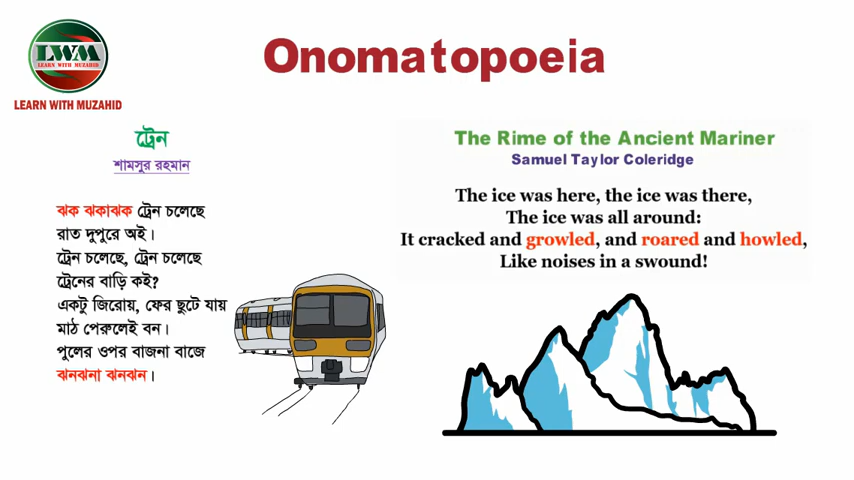 Onomatopoeia
LWM
LEARN WITH MUZAHID
LEARN WITH MUZAHID
ট্রেন
শামসুর রহমান
ঝক ঝকাঝক ট্রেন চলেছে
রাত দুপুরে অই।
ট্রেন চলেছে, ট্রেন চলেছে
ট্রেনের বাড়ি কই?
একটু জিরোয়, ফের ছুটে যায়
মাঠ পেরুলেই বন।
পুলের ওপর বাজনা বাজে
ঝনঝনা ঝনঝন।
The Rime of the Ancient Mariner
Samuel Taylor Coleridge
The ice was here, the ice was there,
The ice was all around:
It cracked and growled, and roared and howled,
Like noises in a swound!